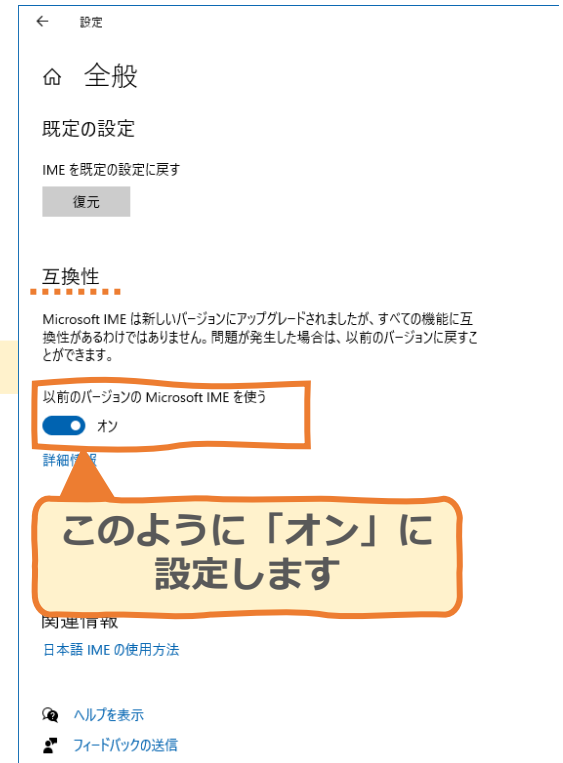 設定
全般
既定の設定
IME を既定の設定に戻す
復元
互換性
Microsoft IME は新しいバージョンにアップグレードされましたが、すべての機能に互
換性があるわけではありません。問題が発生した場合は、以前のバージョンに戻すこ
とができます。
以前のバージョンの Microsoft IME を使う
オン
詳細情報
このように「オン」に
設定します
関連情報
日本語 IME の使用方法
ヘルプを表示
フィードバックの送信